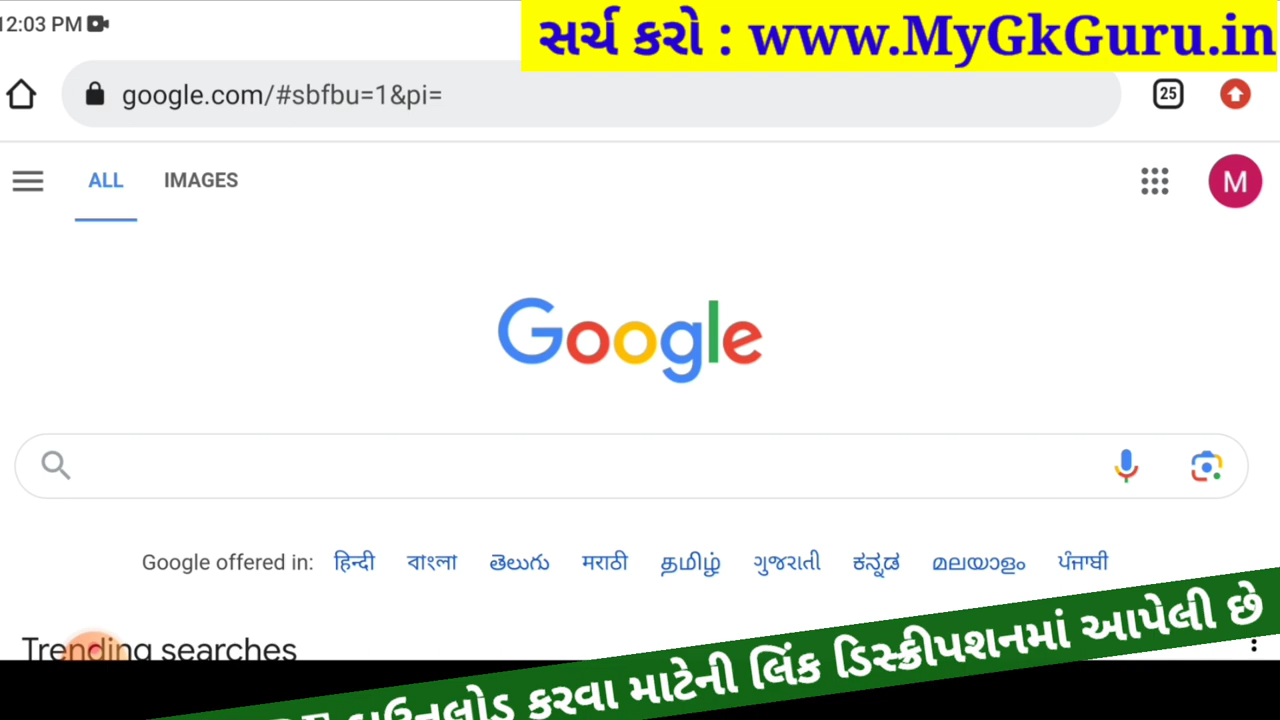 12:03 PM
સર્ચ કરો : www.MyGkGuru.in
google.com/#sbfbu=1&pi=
25
ALL IMAGES
M
Google
Google offered in: हिन्दी বাংলা తెలుగు मराठी தமிழ் ગુજરાતી ಕನ್ನಡ മലയാളം ਪੰਜਾਬੀ
Trending searches
ડાઉનલોડ કરવા માટેની લિંક ડિસ્ક્રીપશનમાં આપેલી છે